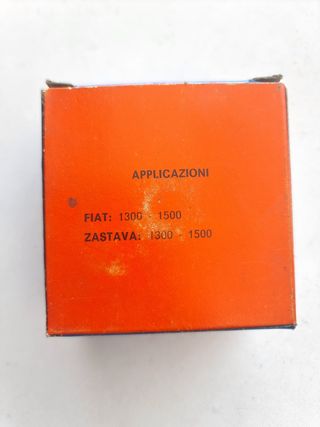 APPLICAZIONI
FIAT: 1300 - 1500
ZASTAVA: 1300 - 1500